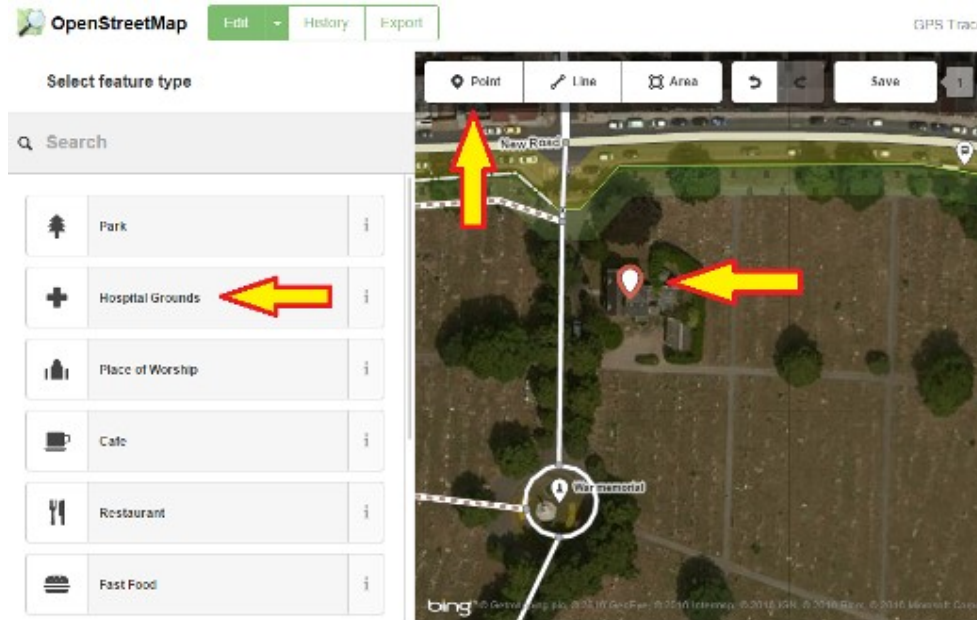 OpenStreetMap
Edit
History
Export
GPS Trac
Select feature type
Point
Line
Area
Save
1
Search
New Road
Park
Hospital Grounds
Place of Worship
Cafe
Restaurant
War memorial
Fast Food
bing